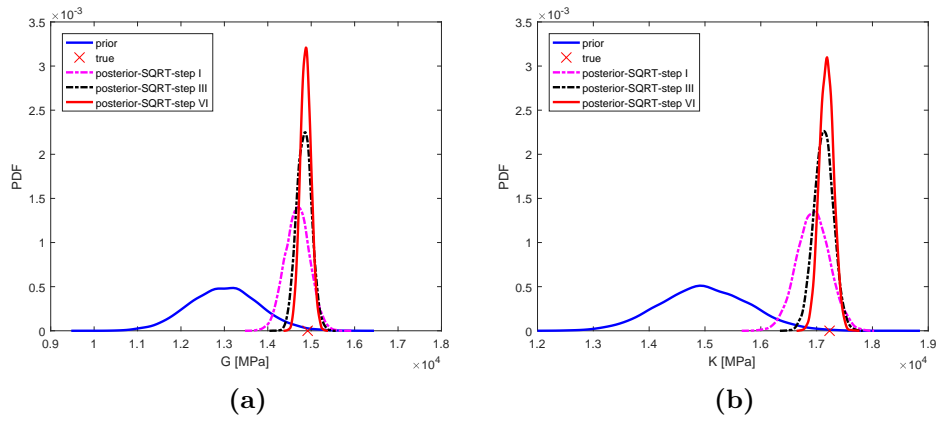 ×10⁻³
3.5
3
2.5
2
1.5
1
0.5
0
PDF
prior
true
posterior-SQRT-step I
posterior-SQRT-step III
posterior-SQRT-step VI
0.9 1 1.1 1.2 1.3 1.4 1.5 1.6 1.7 1.8
G [MPa]
×10⁴
(a)
×10⁻³
3.5
3
2.5
2
1.5
1
0.5
0
PDF
prior
true
posterior-SQRT-step I
posterior-SQRT-step III
posterior-SQRT-step VI
1.2 1.3 1.4 1.5 1.6 1.7 1.8 1.9
K [MPa]
×10⁴
(b)